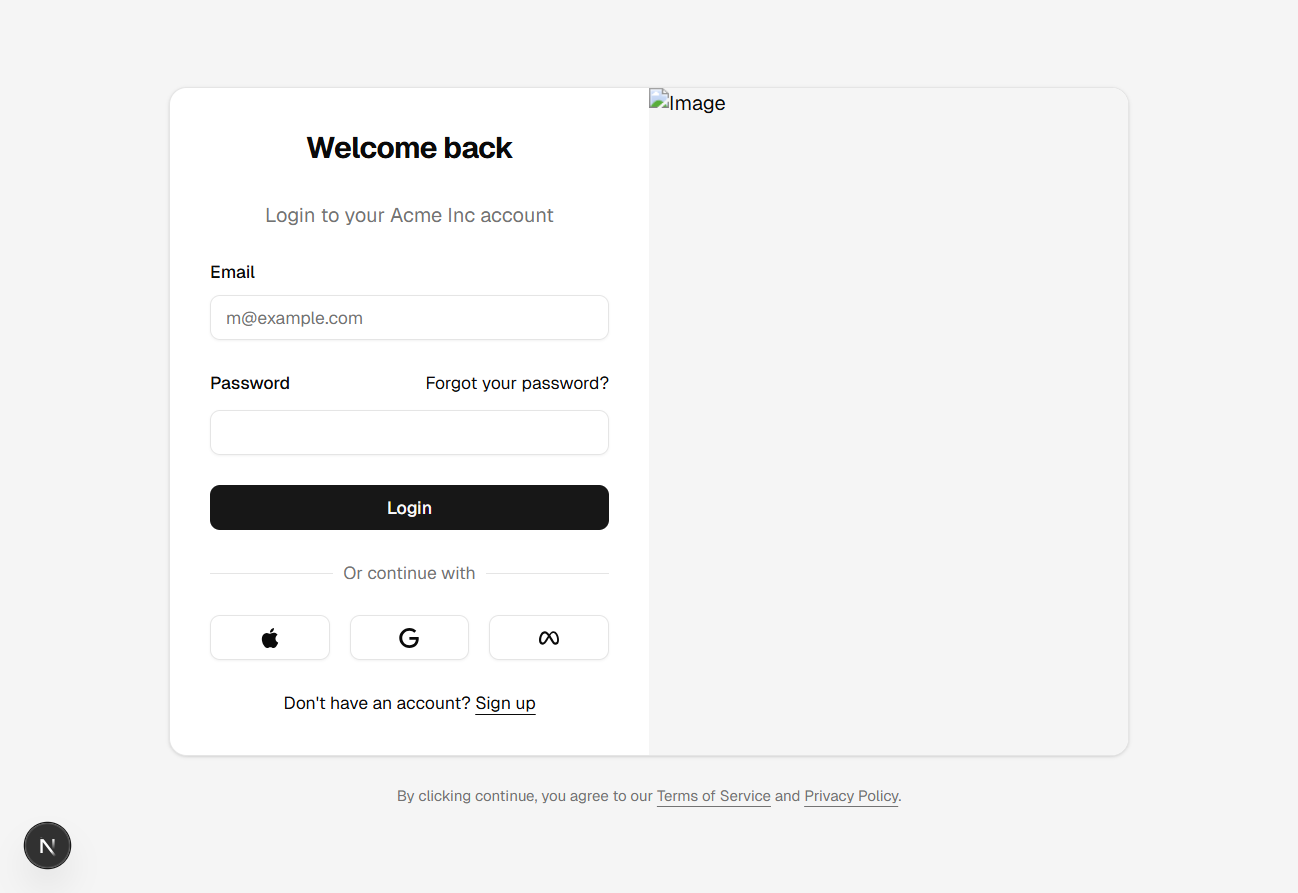 Welcome back
Image
Login to your Acme Inc account
Email
m@example.com
Password Forgot your password?
Login
Or continue with
Don't have an account? Sign up
By clicking continue, you agree to our Terms of Service and Privacy Policy.
N